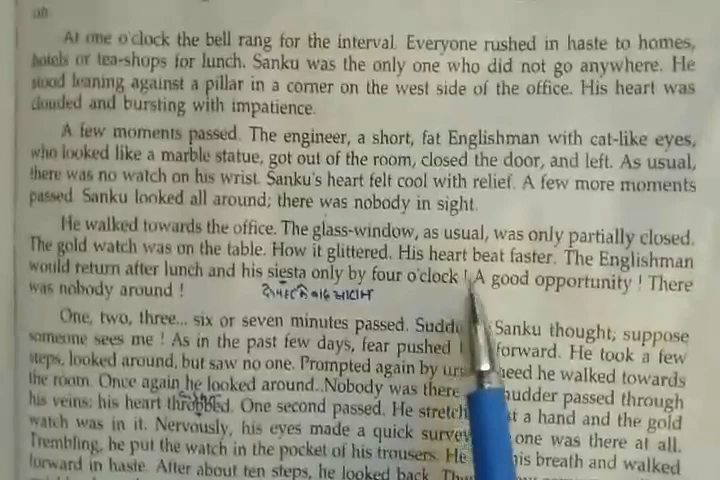 on
At one o'clock the bell rang for the interval. Everyone rushed in haste to homes,
hotels or tea-shops for lunch. Sanku was the only one who did not go anywhere. He
stood leaning against a pillar in a corner on the west side of the office. His heart was
clouded and bursting with impatience.
A few moments passed. The engineer, a short, fat Englishman with cat-like eyes,
who looked like a marble statue, got out of the room, closed the door, and left. As usual,
there was no watch on his wrist. Sanku's heart felt cool with relief. A few more moments
passed. Sanku looked all around; there was nobody in sight.
He walked towards the office. The glass-window, as usual, was only partially closed.
The gold watch was on the table. How it glittered. His heart beat faster. The Englishman
would return after lunch and his siesta only by four o'clock ! A good opportunity ! There
was nobody around !
One, two, three... six or seven minutes passed. Sudd Sanku thought, suppose
someone sees me ! As in the past few days, fear pushed forward. He took a few
steps, looked around, but saw no one. Prompted again by need he walked towards
the room. Once again he looked around. Nobody was there hudder passed through
his veins; his heart throbbed. One second passed. He stretch a hand and the gold
watch was in it. Nervously, his eyes made a quick survey one was there at all.
Trembling, he put the watch in the pocket of his trousers. He his breath and walked
forward in haste. After about ten steps, he looked back.